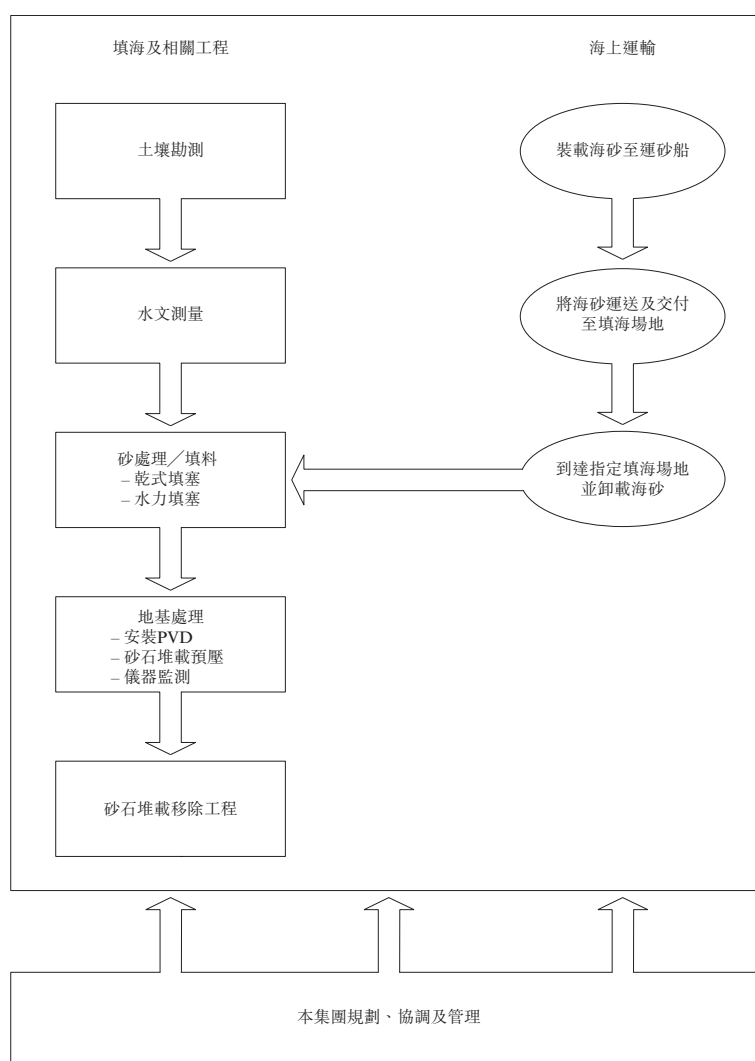 填海及相關工程
海上運輸
土壤勘測
水文測量
砂處理／填料
– 乾式填塞
– 水力填塞
地基處理
– 安裝PVD
– 砂石堆載預壓
– 儀器監測
砂石堆載移除工程
裝載海砂至運砂船
將海砂運送及交付
至填海場地
到達指定填海場地
並卸載海砂
本集團規劃、協調及管理